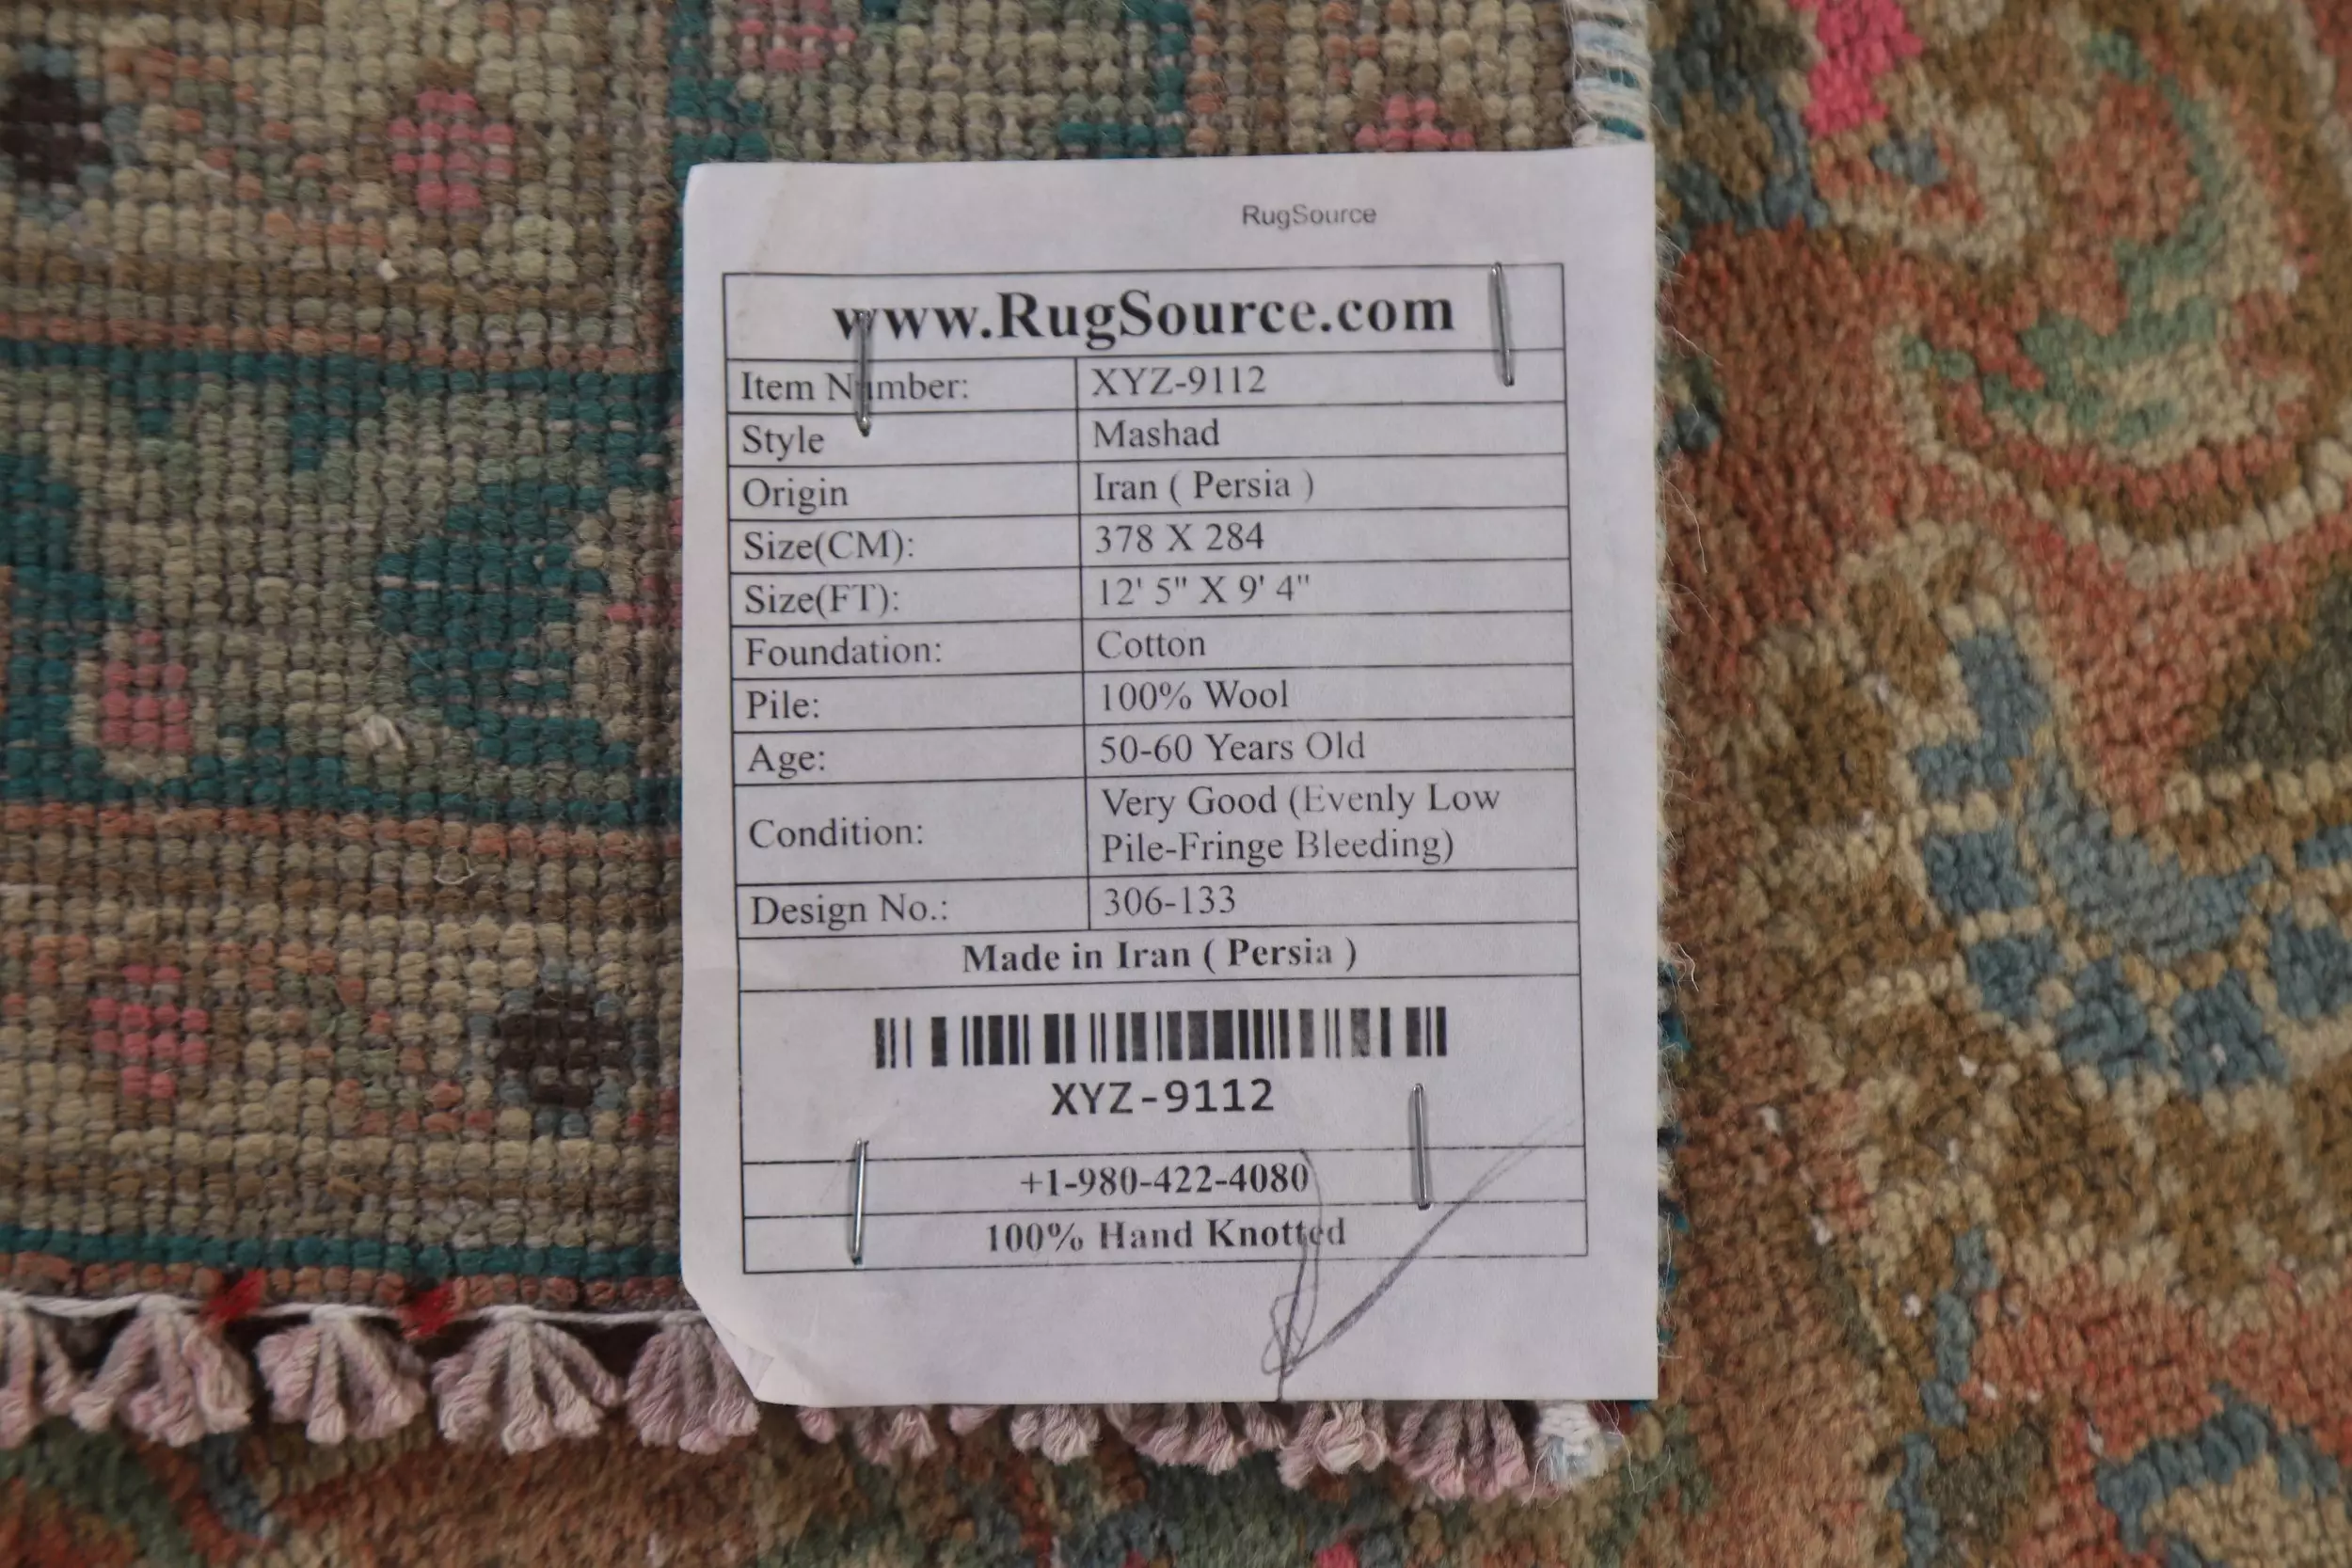 RugSource
www.RugSource.com
Item Number: XYZ-9112
Style Mashad
Origin Iran ( Persia )
Size(CM): 378 X 284
Size(FT): 12' 5" X 9' 4"
Foundation: Cotton
Pile: 100% Wool
Age: 50-60 Years Old
Condition: Very Good (Evenly Low
Pile-Fringe Bleeding)
Design No.: 306-133
Made in Iran ( Persia )
XYZ-9112
+1-980-422-4080
100% Hand Knotted